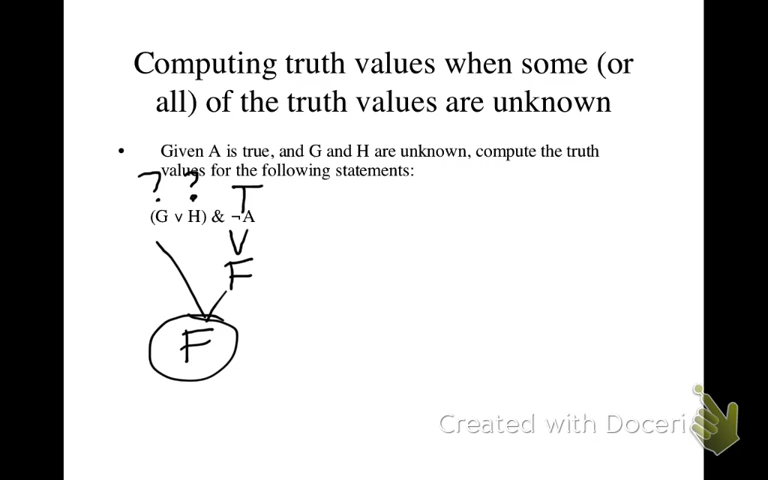 Computing truth values when some (or
all) of the truth values are unknown
• Given A is true, and G and H are unknown, compute the truth
values for the following statements:
? ? T
(G v H) & ¬A
F
F
Created with Doceri